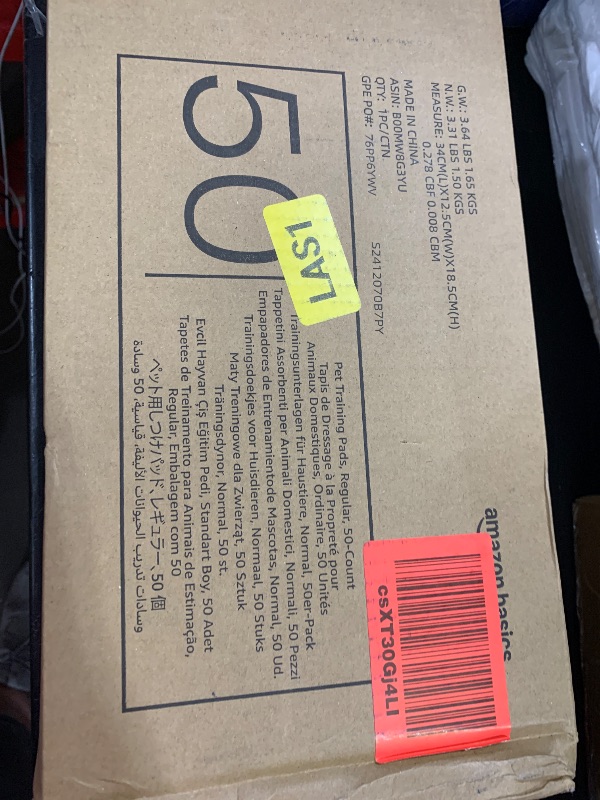 G.W.: 3.64 LBS 1.65 KGS
N.W.: 3.31 LBS 1.50 KGS
MEASURE: 34CM(L)X12.5CM(W)X18.5CM(H)
0.278 CBF 0.008 CBM
MADE IN CHINA
ASIN: B00MW8G3YU
QTY: 1PC/CTN
GPE PO#: 76PP6YWV
S2412070B7PY
amazon basics
csXT30Gj4LI
50
LAS1
Pet Training Pads, Regular, 50-Count
Tapis de Dressage à la Propreté pour
Animaux Domestiques, Ordinaire, 50 Unités
Trainingsunterlagen für Haustiere, Normal, 50er-Pack
Tappetini Assorbenti per Animali Domestici, Normali, 50 Pezzi
Empapadores de Entrenamientode Mascotas, Normal, 50 Ud.
Trainingsdoekjes voor Huisdieren, Normaal, 50 Stuks
Maty Treningowe dla Zwierząt, 50 Sztuk
Träningsdynor, Normal, 50 st.
Evcil Hayvan Çiş Eğitim Pedi, Standart Boy, 50 Adet
Tapetes de Treinamento para Animais de Estimação,
Regular, Embalagem com 50
ペット用しつけパッド、レギュラー、50 個
وسادات تدريب الحيوانات الأليفة، قياسية، 50 وسادة